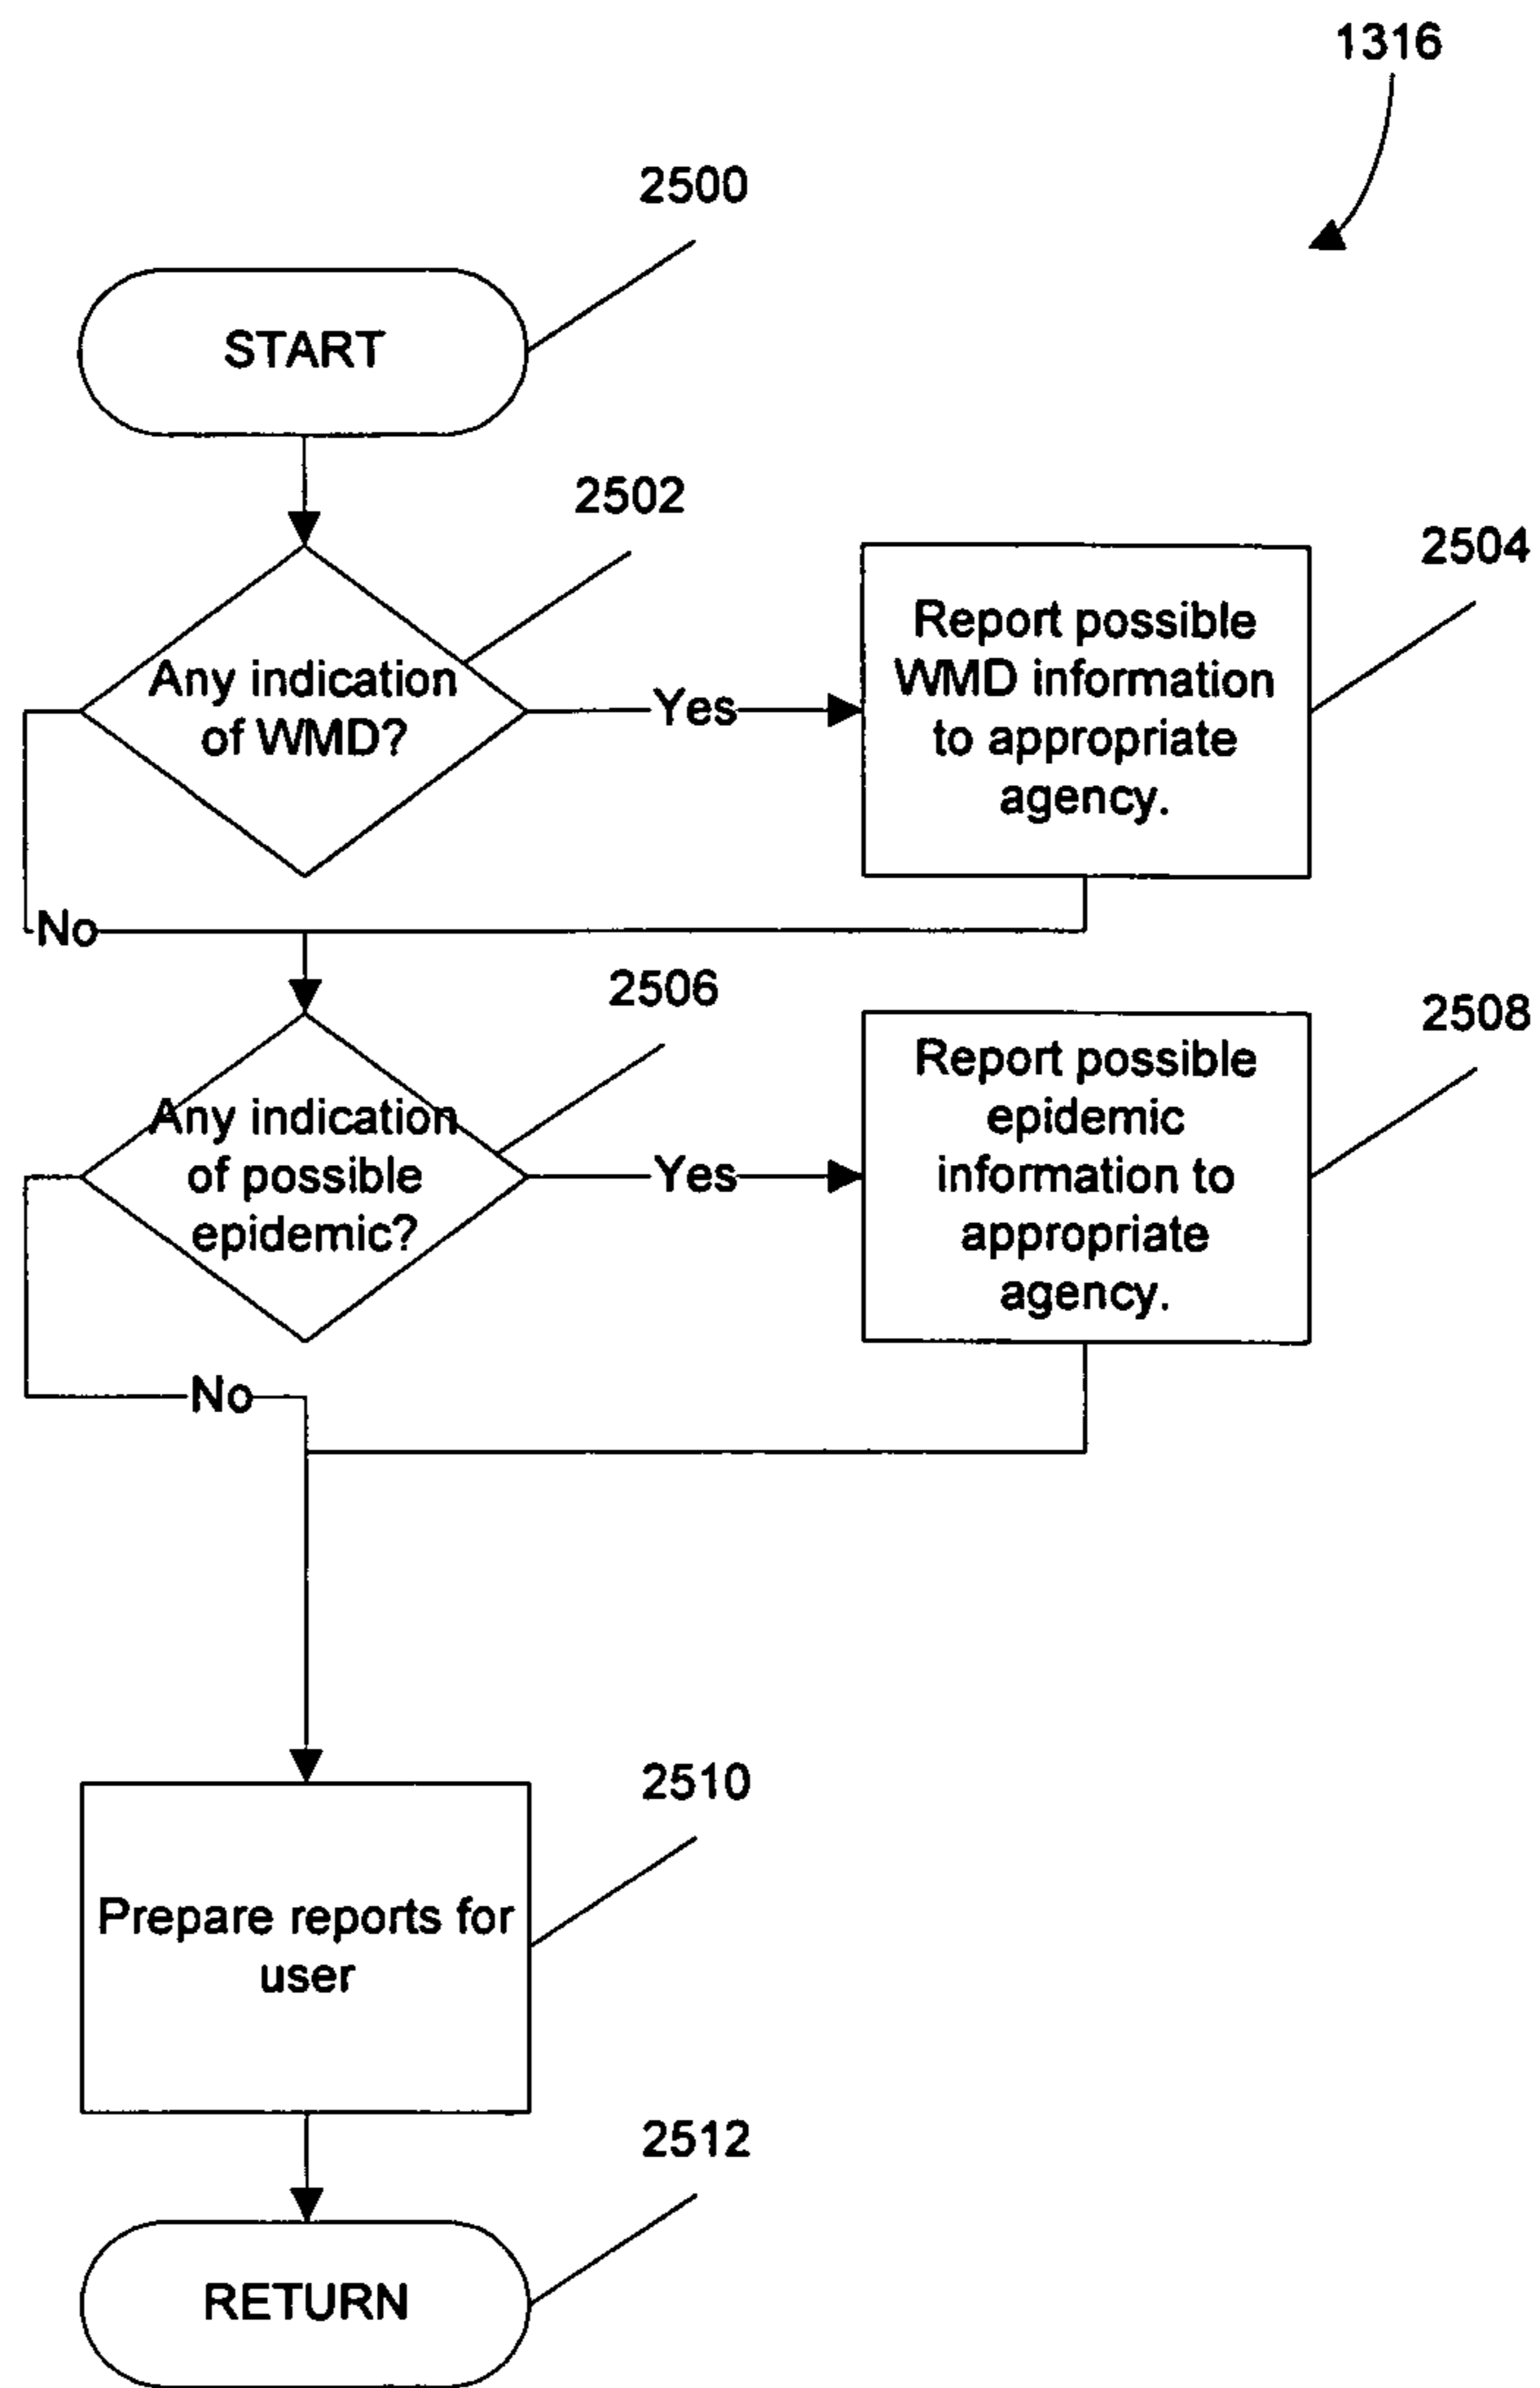 1316
2500
START
2502
Any indication
of WMD?
Yes
2504
Report possible
WMD information
to appropriate
agency.
No
2506
Any indication
of possible
epidemic?
Yes
2508
Report possible
epidemic
information to
appropriate
agency.
No
2510
Prepare reports for
user
2512
RETURN